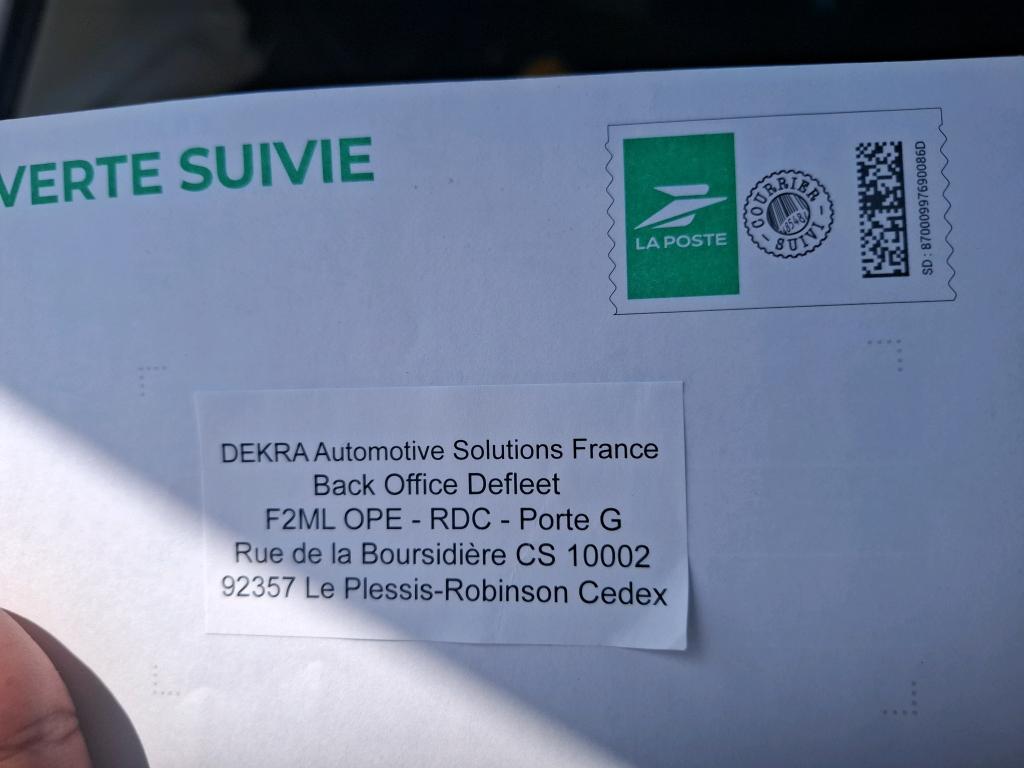 VERTE SUIVIE
LA POSTE
COURRIER
SUIVI
SD : 87000997690086D
DEKRA Automotive Solutions France
Back Office Defleet
F2ML OPE - RDC - Porte G
Rue de la Boursidière CS 10002
92357 Le Plessis-Robinson Cedex